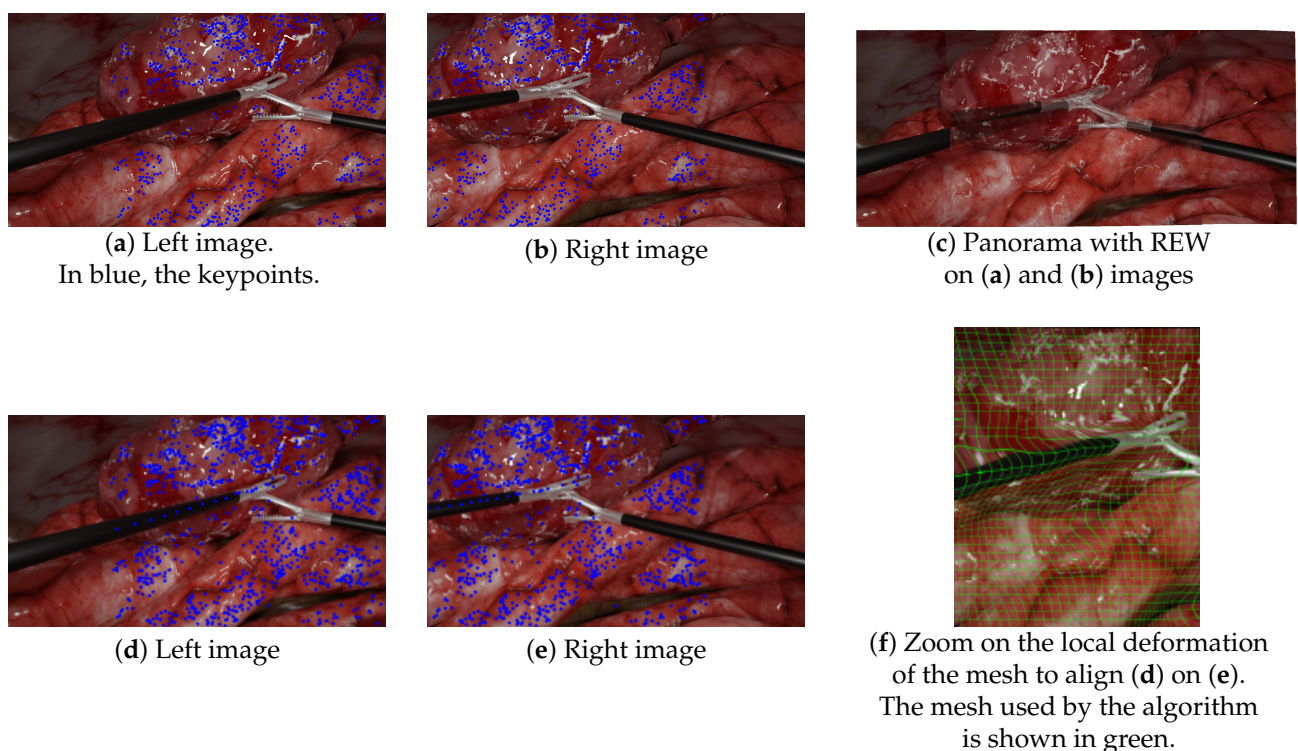 (a) Left image.
In blue, the keypoints.
(b) Right image
(c) Panorama with REW
on (a) and (b) images
(d) Left image
(e) Right image
(f) Zoom on the local deformation
of the mesh to align (d) on (e).
The mesh used by the algorithm
is shown in green.